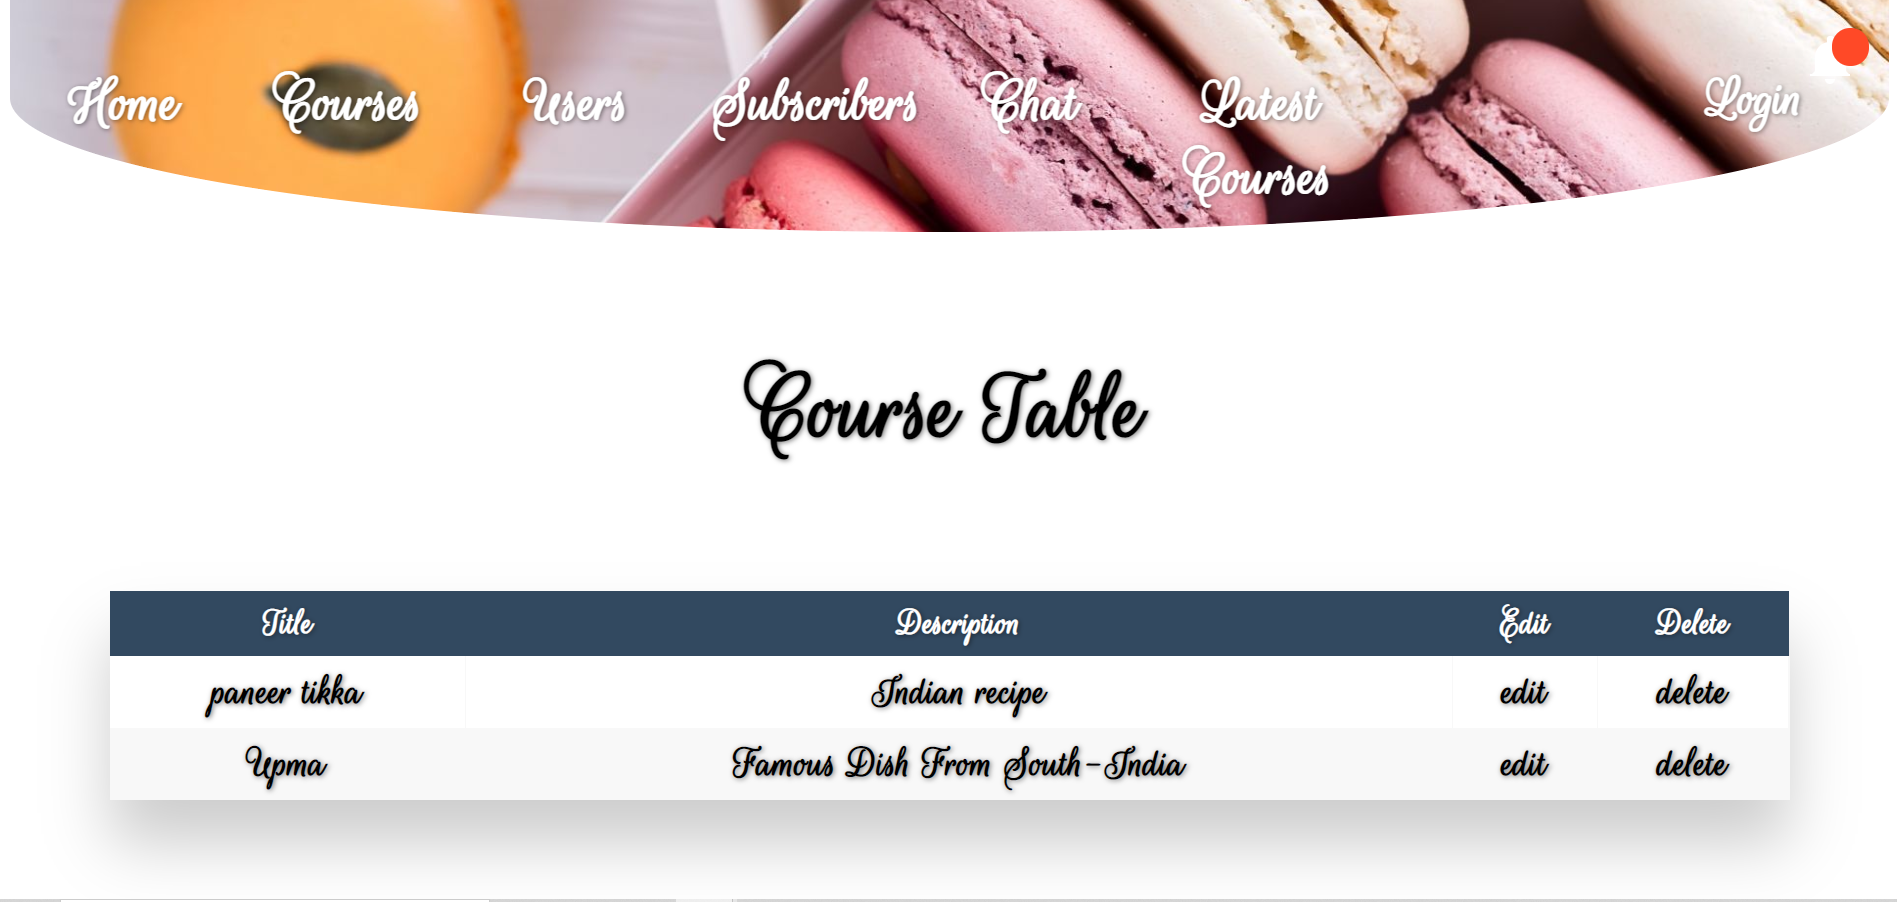 Home Courses Users Subscribers Chat Latest Courses Login
Course Table
Title Description Edit Delete
paneer tikka Indian recipe edit delete
Upma Famous Dish From South-India edit delete